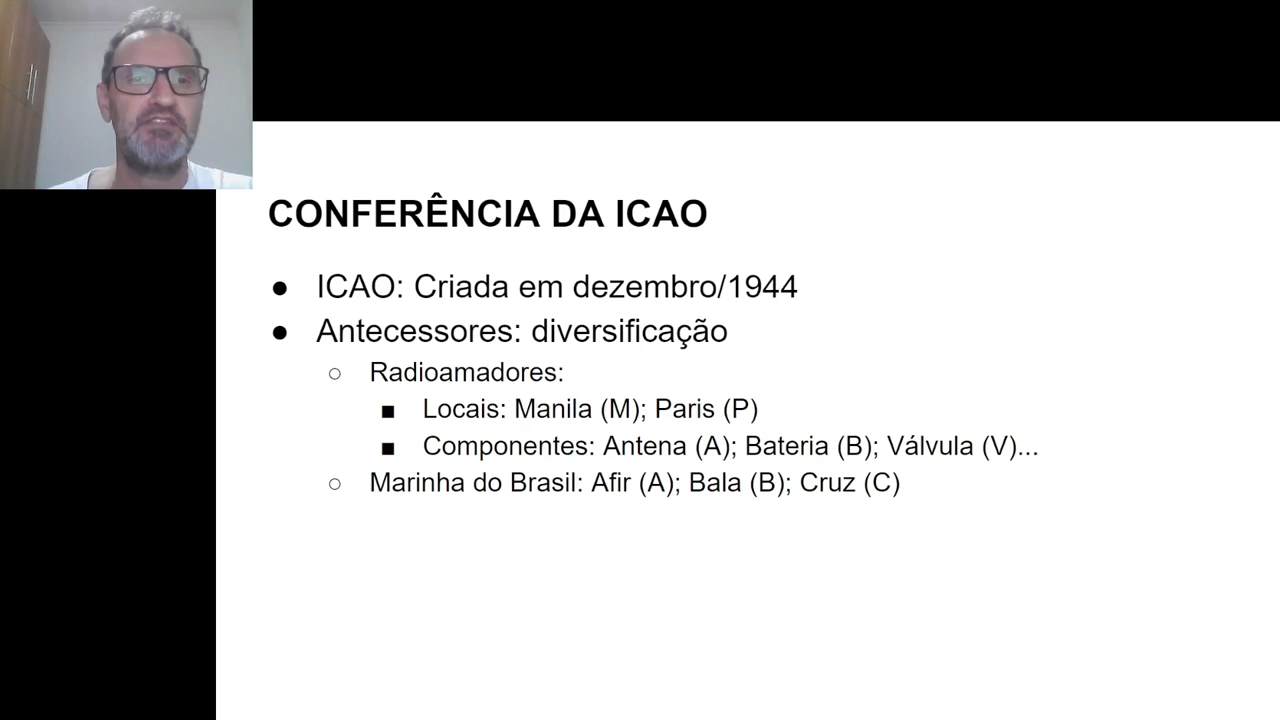 CONFERÊNCIA DA ICAO
● ICAO: Criada em dezembro/1944
● Antecessores: diversificação
○ Radioamadores:
■ Locais: Manila (M); Paris (P)
■ Componentes: Antena (A); Bateria (B); Válvula (V)...
○ Marinha do Brasil: Afir (A); Bala (B); Cruz (C)